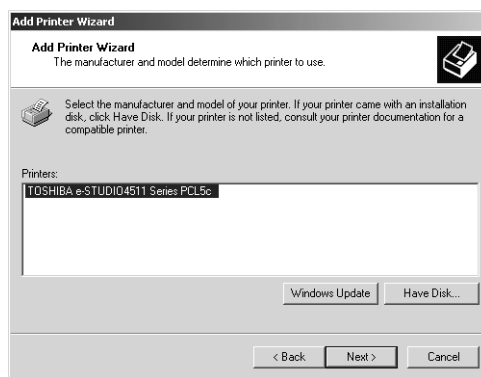 Add Printer Wizard
Add Printer Wizard
The manufacturer and model determine which printer to use.
Select the manufacturer and model of your printer. If your printer came with an installation
disk, click Have Disk. If your printer is not listed, consult your printer documentation for a
compatible printer.
Printers:
TOSHIBA e-STUDIO4511 Series PCL5c
Windows Update
Have Disk...
< Back
Next >
Cancel